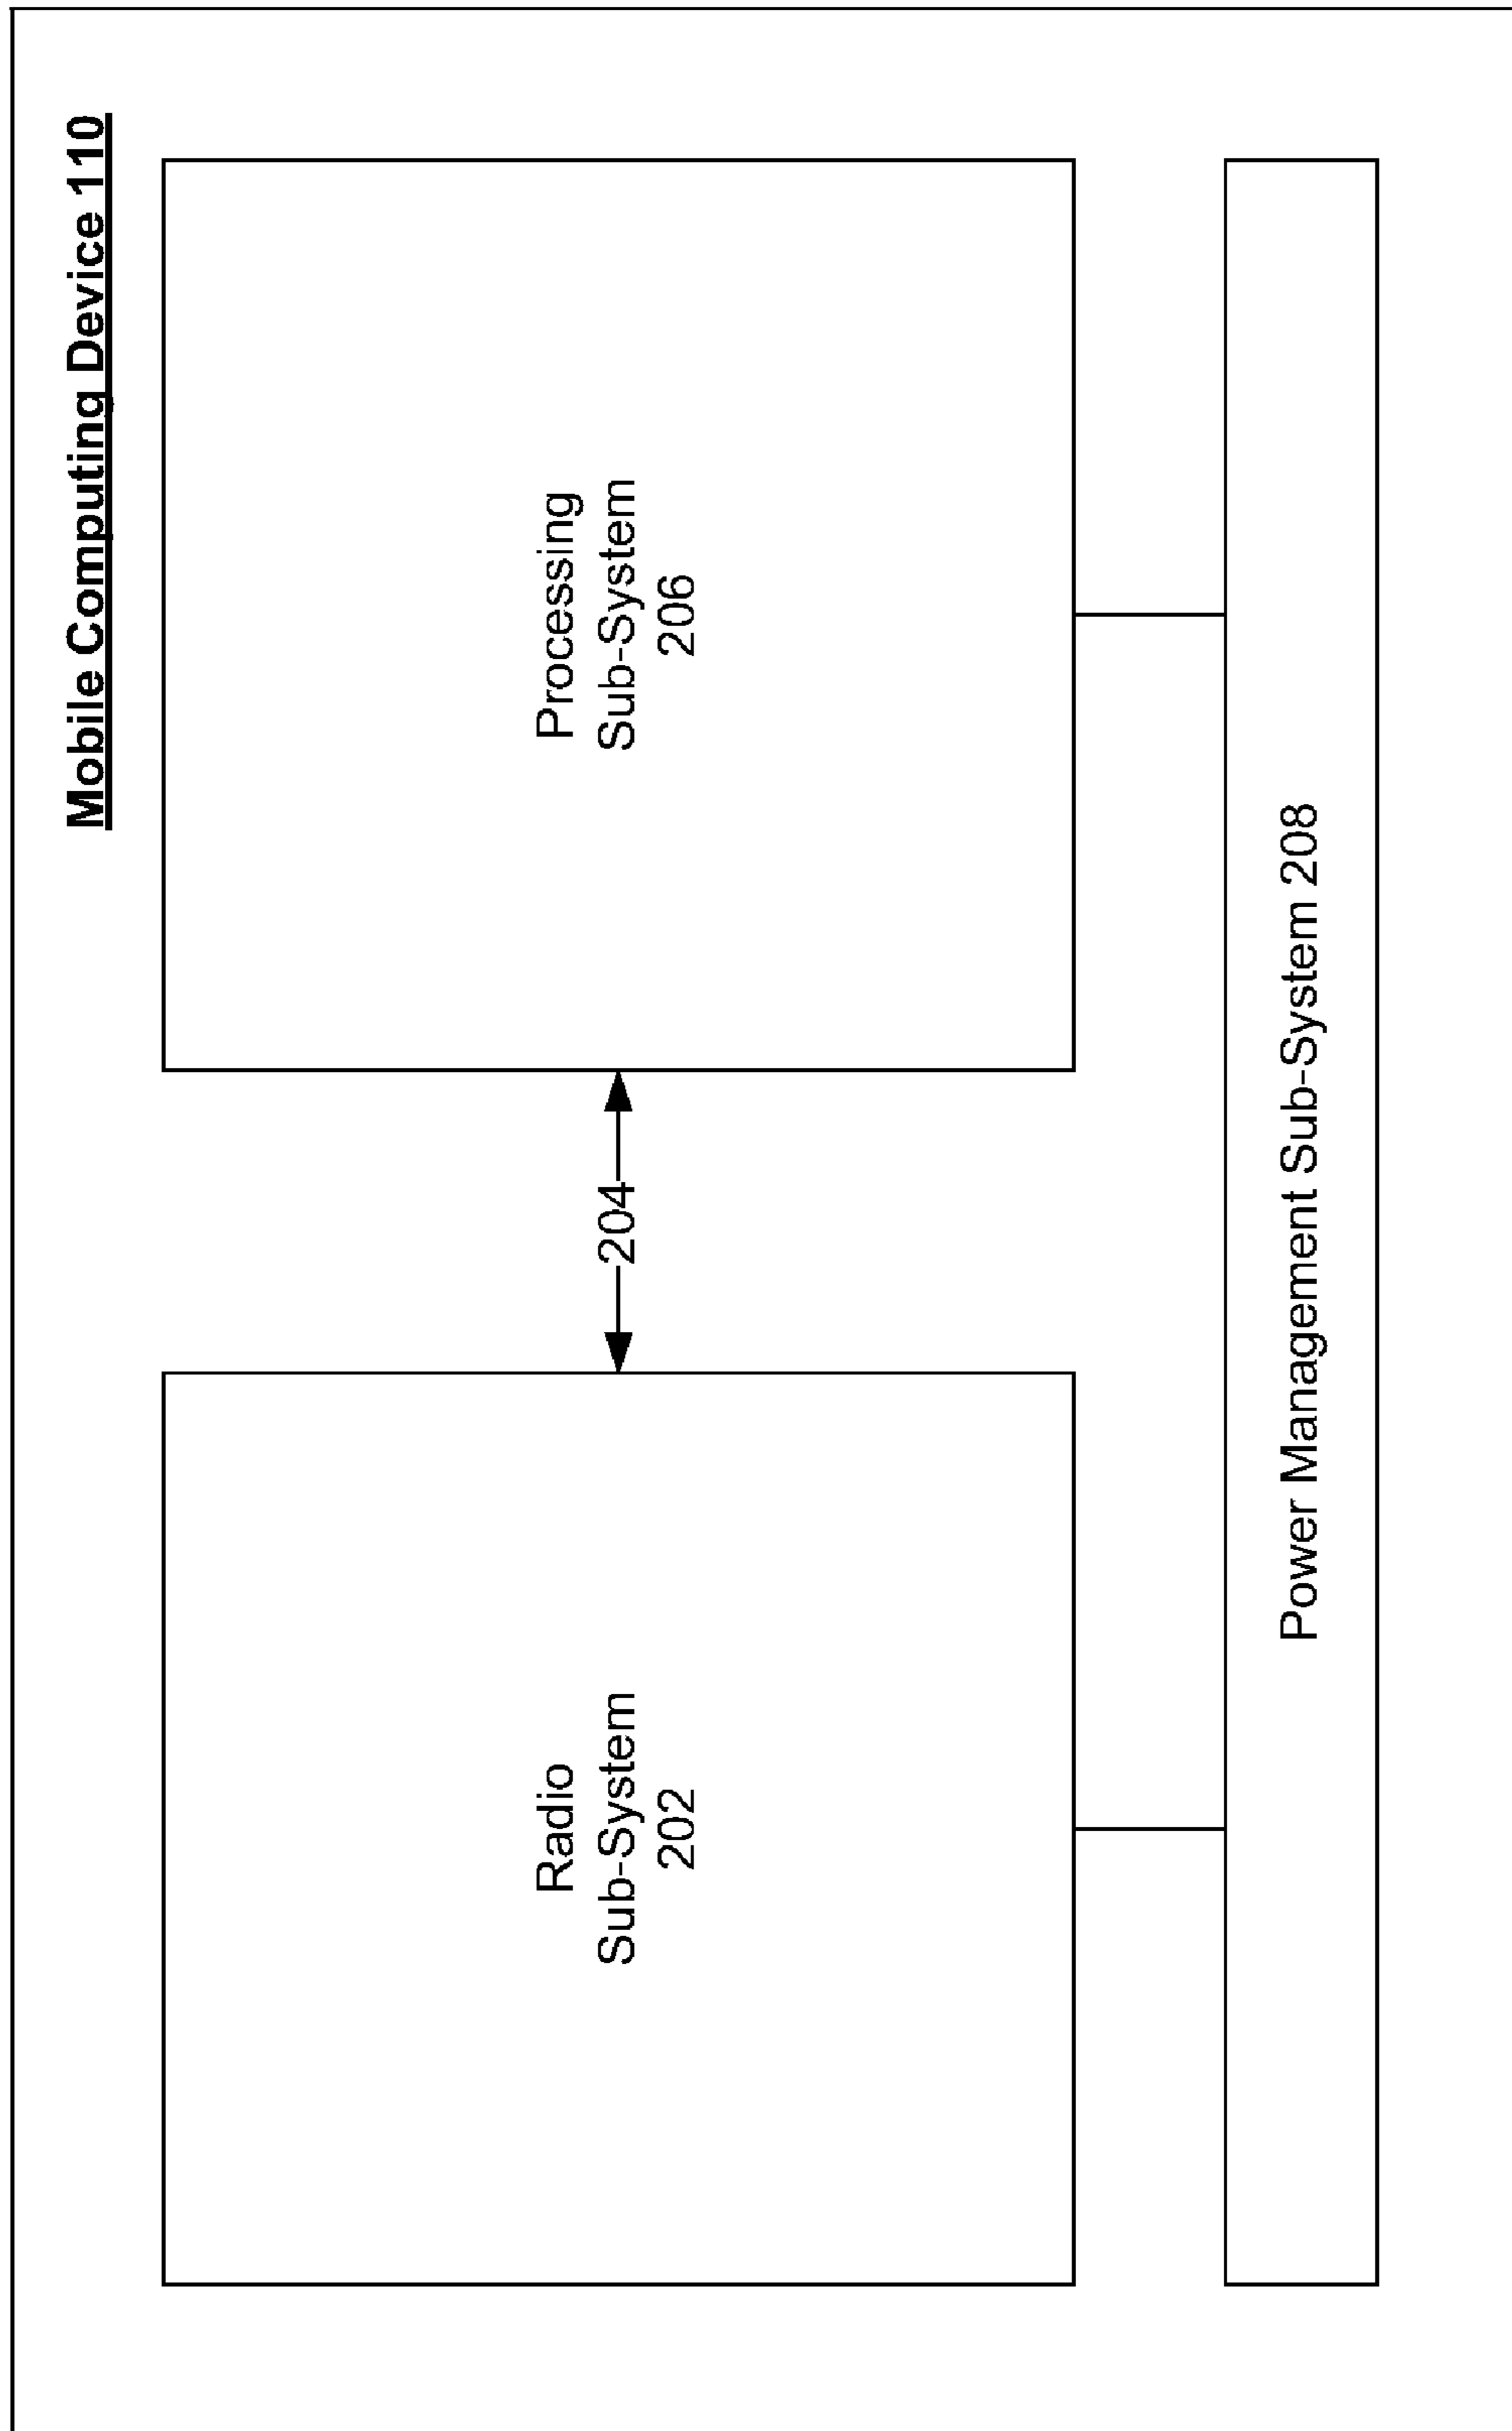 Mobile Computing Device 110
Radio
Sub-System
202
204
Processing
Sub-System
206
Power Management Sub-System 208